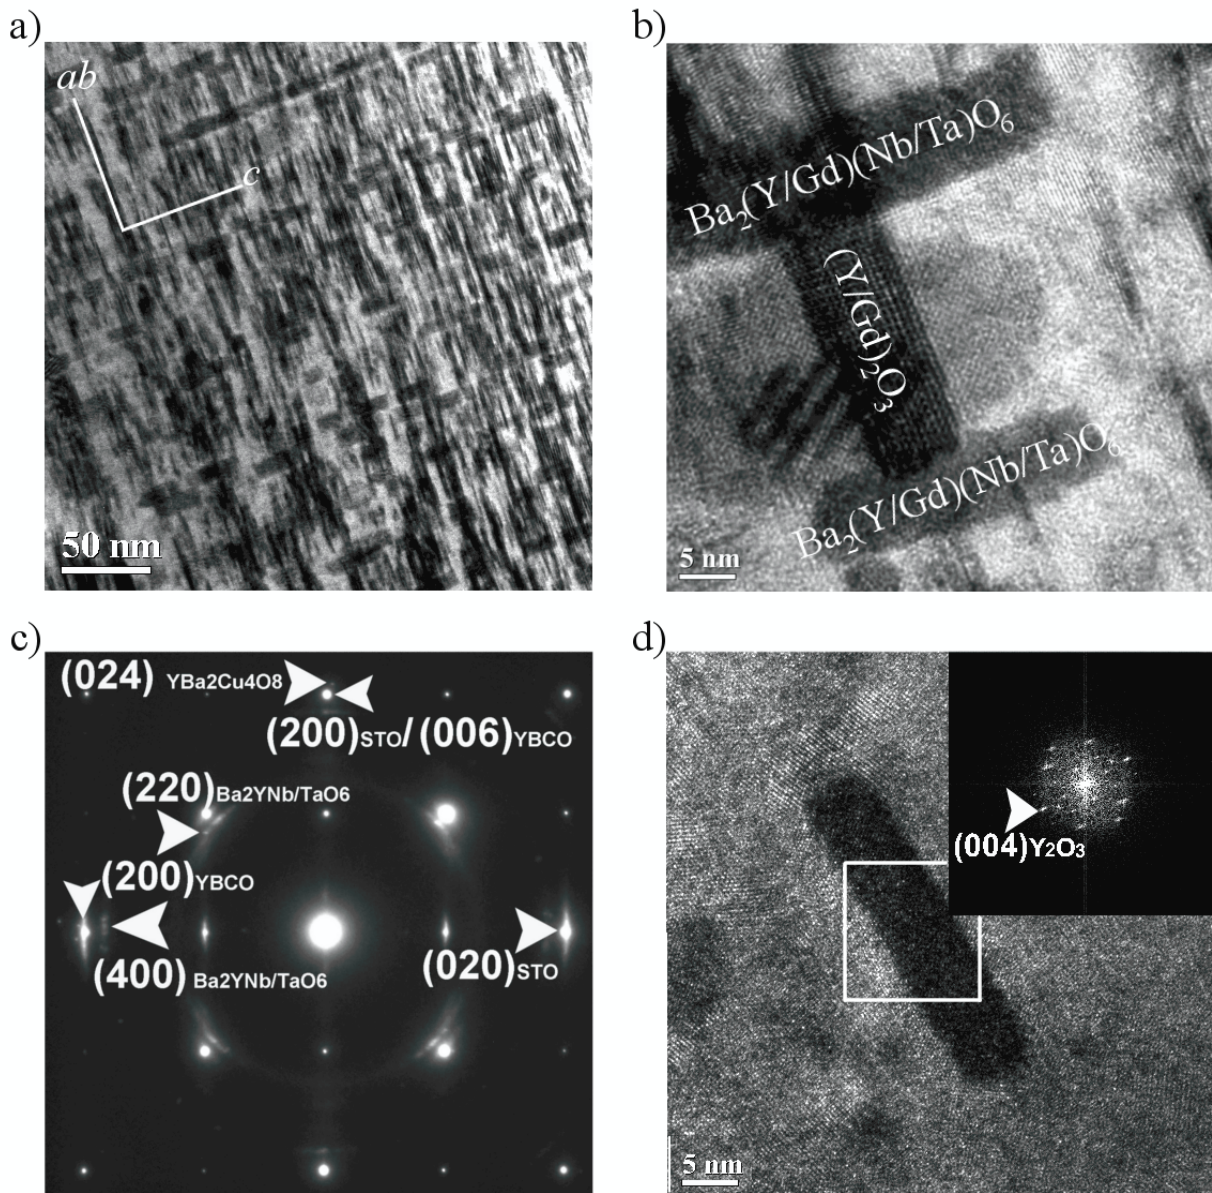 a)
ab
c
50 nm
b)
Ba₂(Y/Gd)(Nb/Ta)O₆
(Y/Gd)₂O₃
Ba₂(Y/Gd)(Nb/Ta)O₆
5 nm
c)
(024) YBa2Cu4O8
(200)STO/(006)YBCO
(220)Ba2YNb/TaO6
(200)YBCO
(400) Ba2YNb/TaO6
(020)STO
d)
(004)Y₂O₃
5 nm